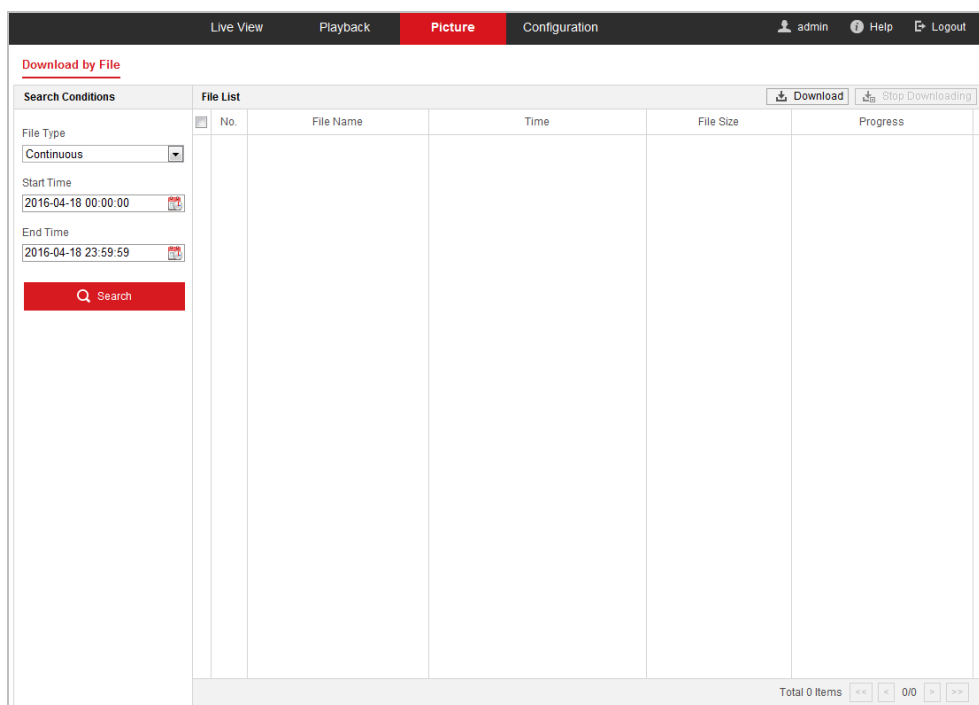 Live View Playback Picture Configuration admin Help Logout
Download by File
Search Conditions File List Download Stop Downloading
No. File Name Time File Size Progress
File Type
Continuous
Start Time
2016-04-18 00:00:00
End Time
2016-04-18 23:59:59
Search
Total 0 Items << < 0/0 > >>